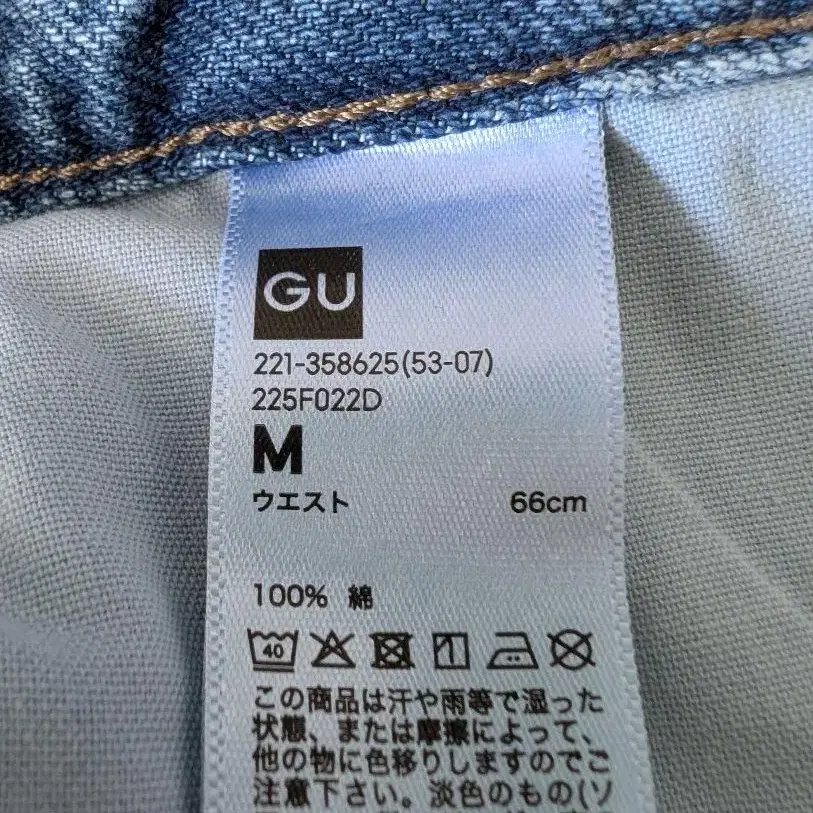 GU
221-358625(53-07)
225F022D
M
ウエスト 66cm
100% 綿
40
この商品は汗や雨等で湿った
状態、または摩擦によって、
他の物に色移りしますのでご
注意下さい。淡色のもの(ソ